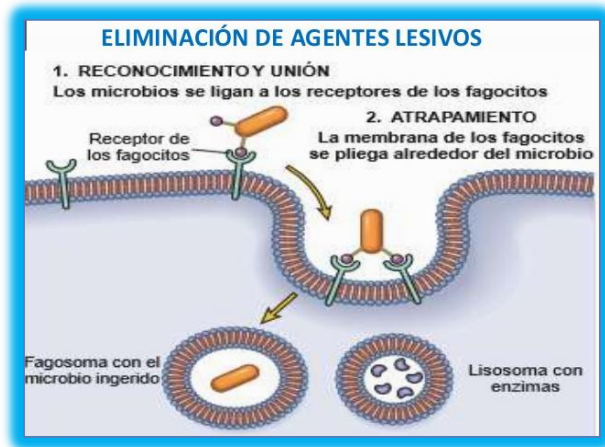 ELIMINACIÓN DE AGENTES LESIVOS
1. RECONOCIMIENTO Y UNIÓN
Los microbios se ligan a los receptores de los fagocitos
2. ATRAPAMIENTO
La membrana de los fagocitos
se pliega alrededor del microbio
Receptor de
los fagocitos
Fagosoma con el
microbio ingerido
Lisosoma con
enzimas